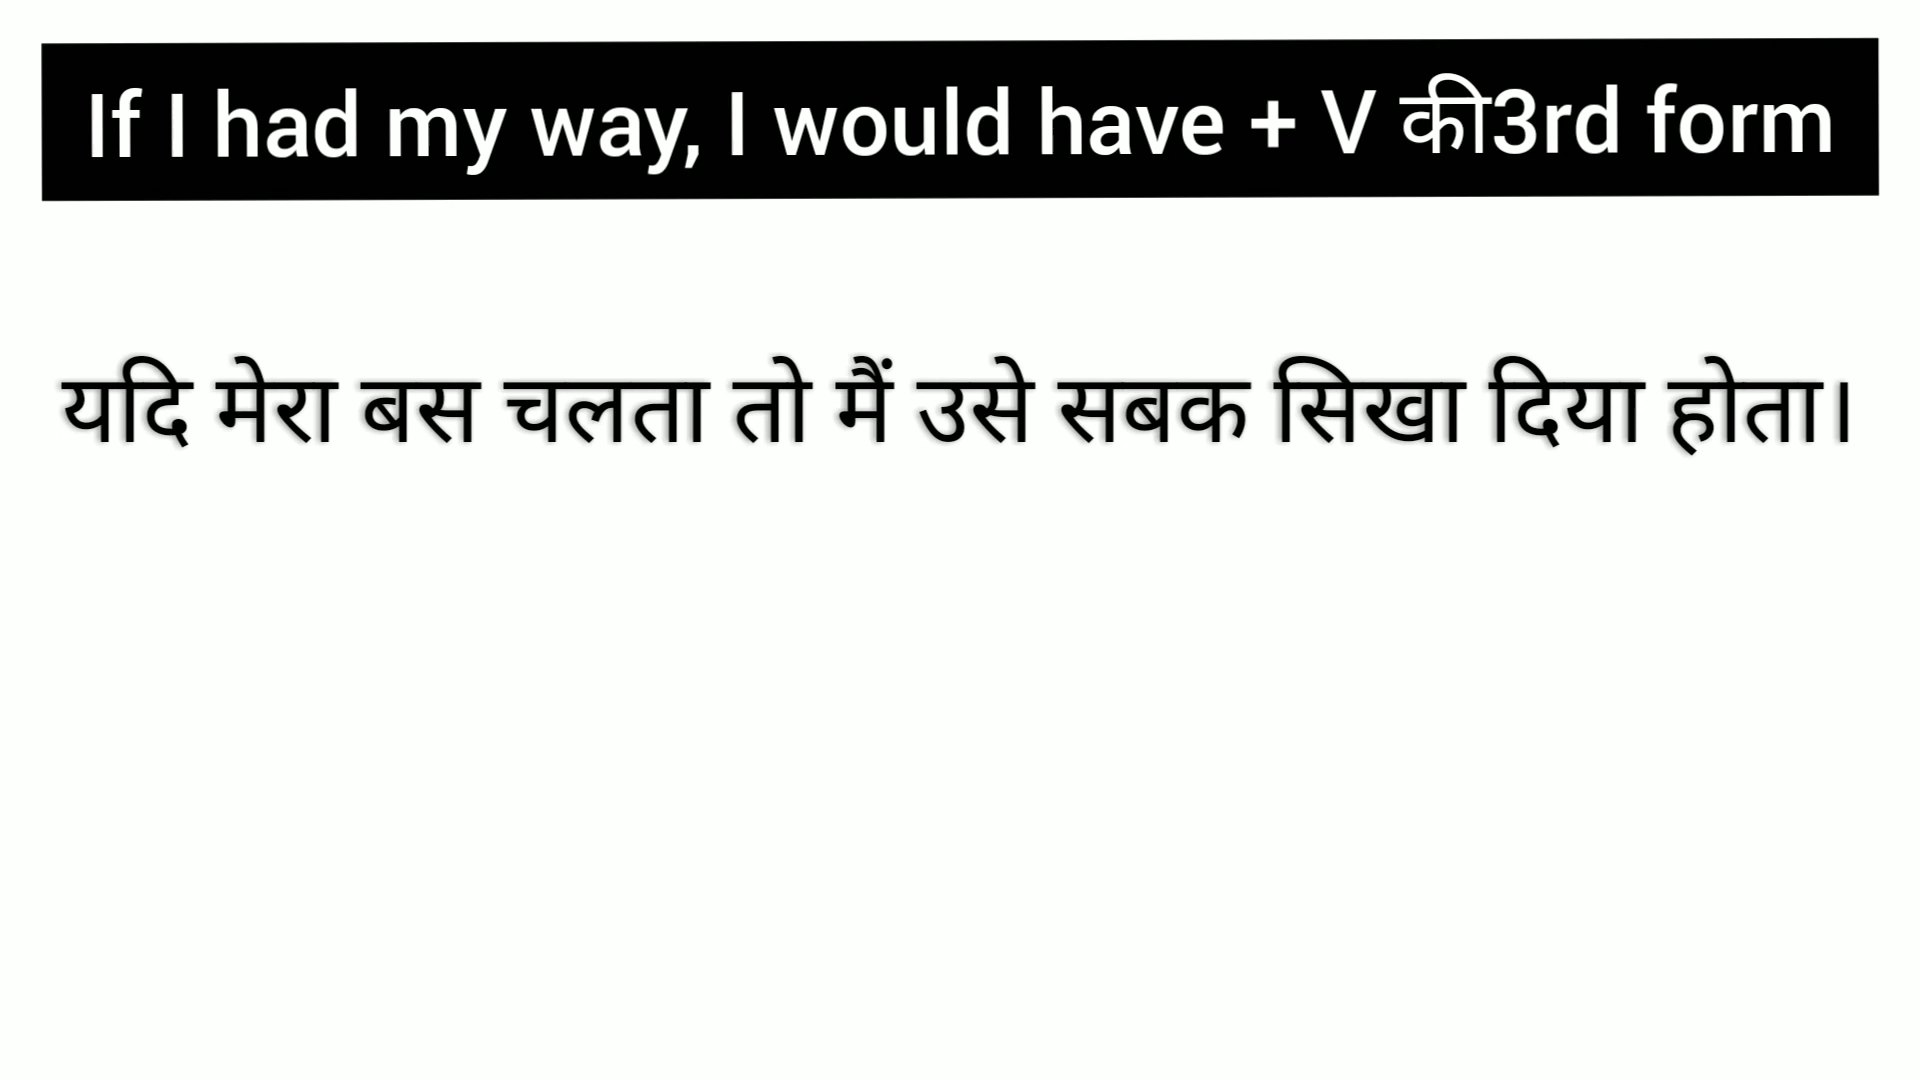 If I had my way, I would have + V की3rd form
यदि मेरा बस चलता तो मैं उसे सबक सिखा दिया होता।